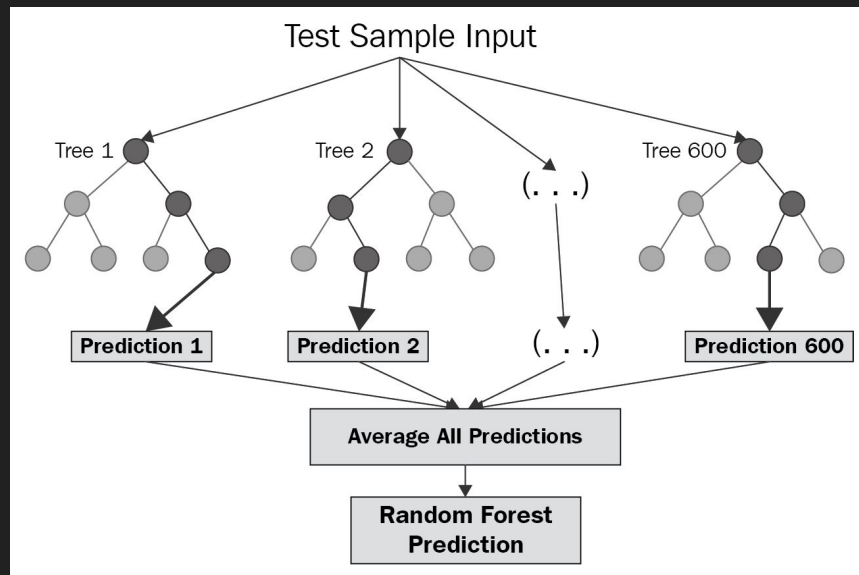 Test Sample Input
Tree 1
Tree 2
(. . .)
Tree 600
Prediction 1
Prediction 2
(. . .)
Prediction 600
Average All Predictions
Random Forest
Prediction